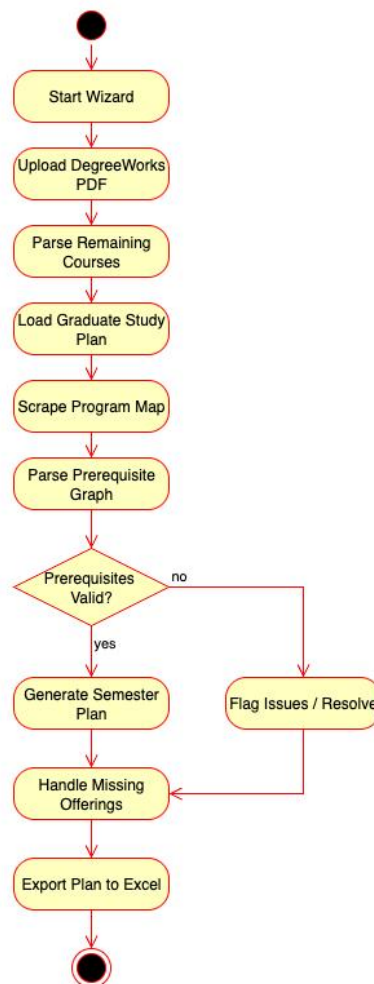 Start Wizard
Upload DegreeWorks
PDF
Parse Remaining
Courses
Load Graduate Study
Plan
Scrape Program Map
Parse Prerequisite
Graph
Prerequisites
Valid?
no
yes
Generate Semester
Plan
Flag Issues / Resolve
Handle Missing
Offerings
Export Plan to Excel